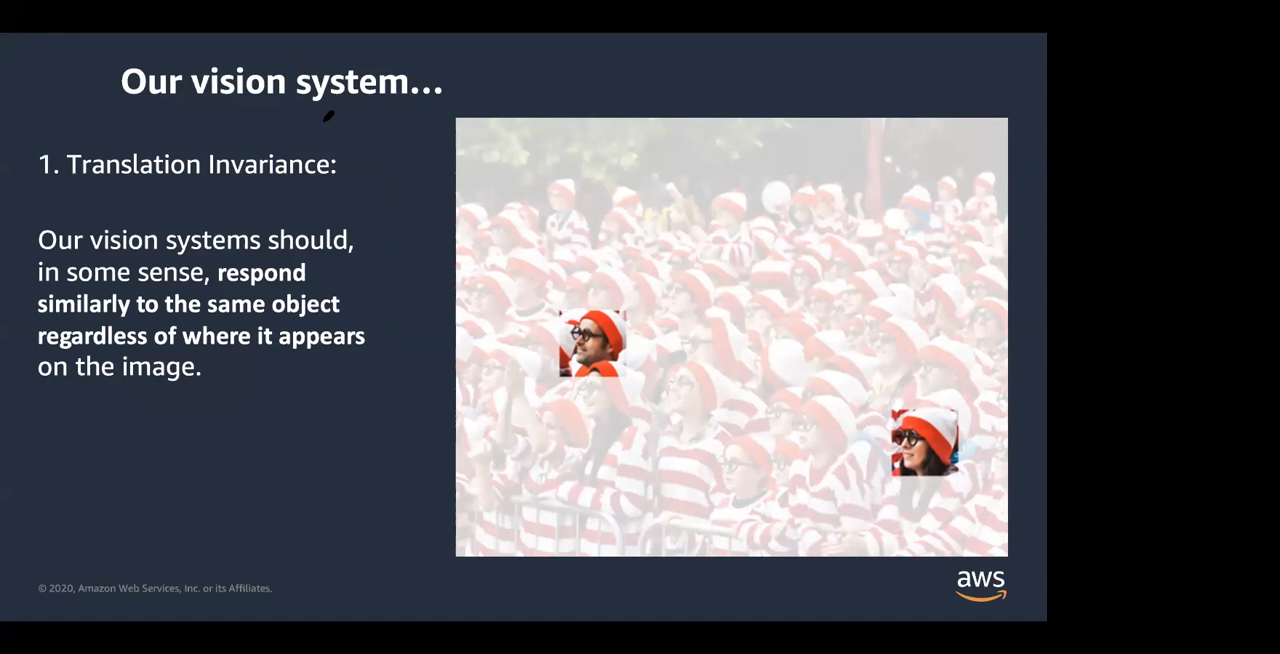 Our vision system...
1. Translation Invariance:
Our vision systems should,
in some sense, respond
similarly to the same object
regardless of where it appears
on the image.
© 2020, Amazon Web Services, Inc. or its Affiliates.
aws